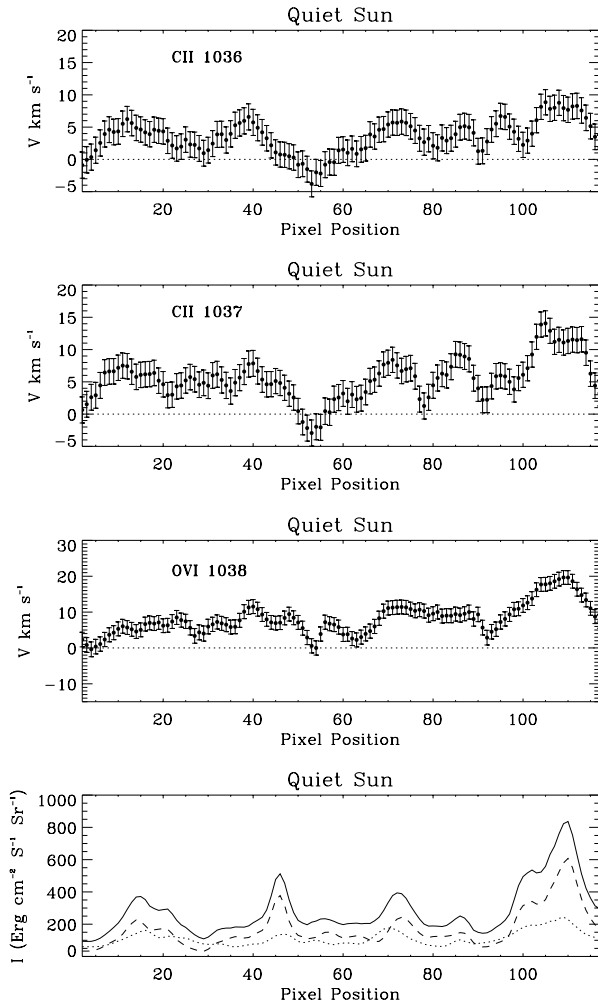 Quiet Sun
CII 1036
V km s⁻¹
20
15
10
5
0
−5
20 40 60 80 100
Pixel Position
Quiet Sun
CII 1037
V km s⁻¹
20
15
10
5
0
−5
20 40 60 80 100
Pixel Position
Quiet Sun
OVI 1038
V km s⁻¹
30
20
10
0
−10
20 40 60 80 100
Pixel Position
Quiet Sun
I (Erg cm⁻² S⁻¹ Sr⁻¹)
1000
800
600
400
200
0
20 40 60 80 100
Pixel Position